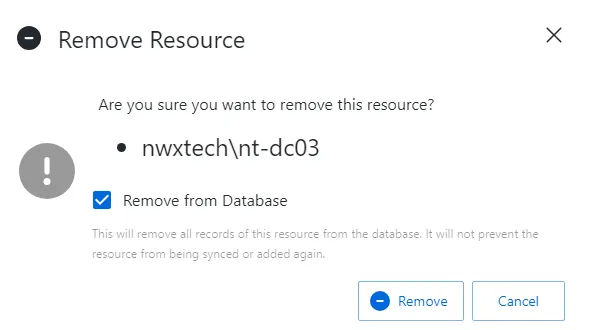 Remove Resource
Are you sure you want to remove this resource?
• nwxtech\nt-dc03
Remove from Database
This will remove all records of this resource from the database. It will not prevent the
resource from being synced or added again.
Remove
Cancel